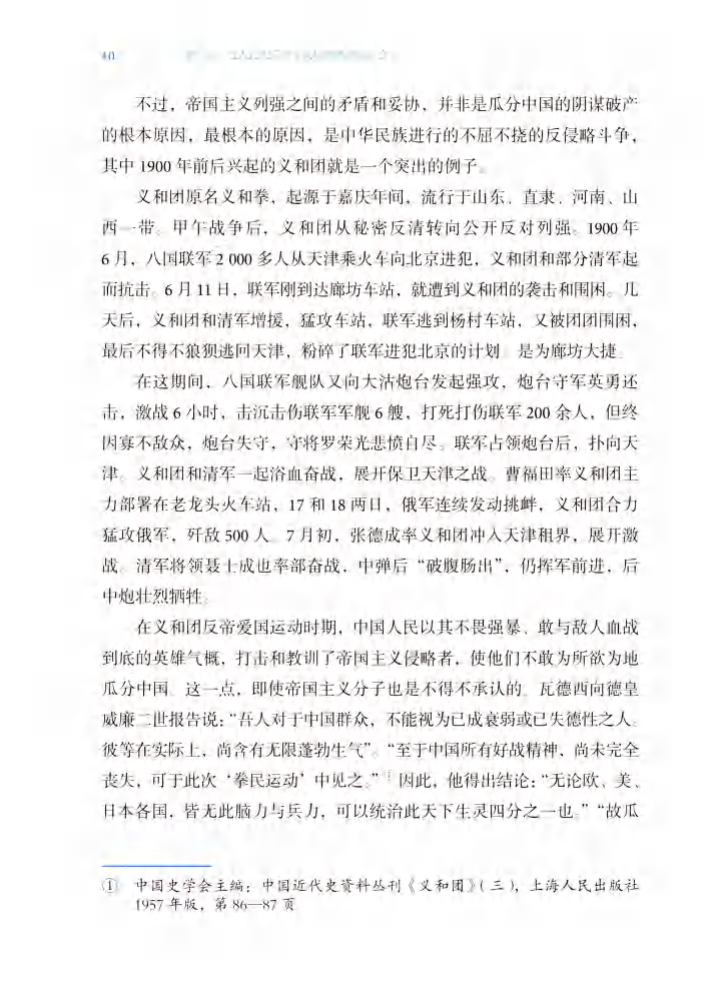 40
不过，帝国主义列强之间的矛盾和妥协，并非是瓜分中国的阴谋破产
的根本原因，最根本的原因，是中华民族进行的不屈不挠的反侵略斗争，
其中 1900 年前后兴起的义和团就是一个突出的例子。
义和团原名义和拳，起源于嘉庆年间，流行于山东、直隶、河南、山
西一带。甲午战争后，义和团从秘密反清转向公开反对列强。1900 年
6 月，八国联军 2 000 多人从天津乘火车向北京进犯，义和团和部分清军起
而抗击。6 月 11 日，联军刚到达廊坊车站，就遭到义和团的袭击和围困。几
天后，义和团和清军增援，猛攻车站，联军逃到杨村车站，又被团团围困，
最后不得不狼狈逃回天津，粉碎了联军进犯北京的计划。是为廊坊大捷。
在这期间，八国联军舰队又向大沽炮台发起强攻，炮台守军英勇还
击，激战 6 小时，击沉击伤联军军舰 6 艘，打死打伤联军 200 余人，但终
因寡不敌众，炮台失守，守将罗荣光悲愤自尽。联军占领炮台后，扑向天
津。义和团和清军一起浴血奋战，展开保卫天津之战。曹福田率义和团主
力部署在老龙头火车站，17 和 18 两日，俄军连续发动挑衅，义和团合力
猛攻俄军，歼敌 500 人。7 月初，张德成率义和团冲入天津租界，展开激
战。清军将领聂士成也率部奋战，中弹后“破腹肠出”，仍挥军前进，后
中炮壮烈牺牲。
在义和团反帝爱国运动时期，中国人民以其不畏强暴、敢与敌人血战
到底的英雄气概，打击和教训了帝国主义侵略者，使他们不敢为所欲为地
瓜分中国。这一点，即使帝国主义分子也是不得不承认的。瓦德西向德皇
威廉二世报告说：“吾人对于中国群众，不能视为已成衰弱或已失德性之人。
彼等在实际上，尚含有无限蓬勃生气”。“至于中国所有好战精神，尚未完全
丧失，可于此次‘拳民运动’中见之。”① 因此，他得出结论：“无论欧、美、
日本各国，皆无此脑力与兵力，可以统治此天下生灵四分之一也。”“故瓜
① 中国史学会主编：中国近代史资料丛刊《义和团》（三），上海人民出版社
1957 年版，第 86—87 页